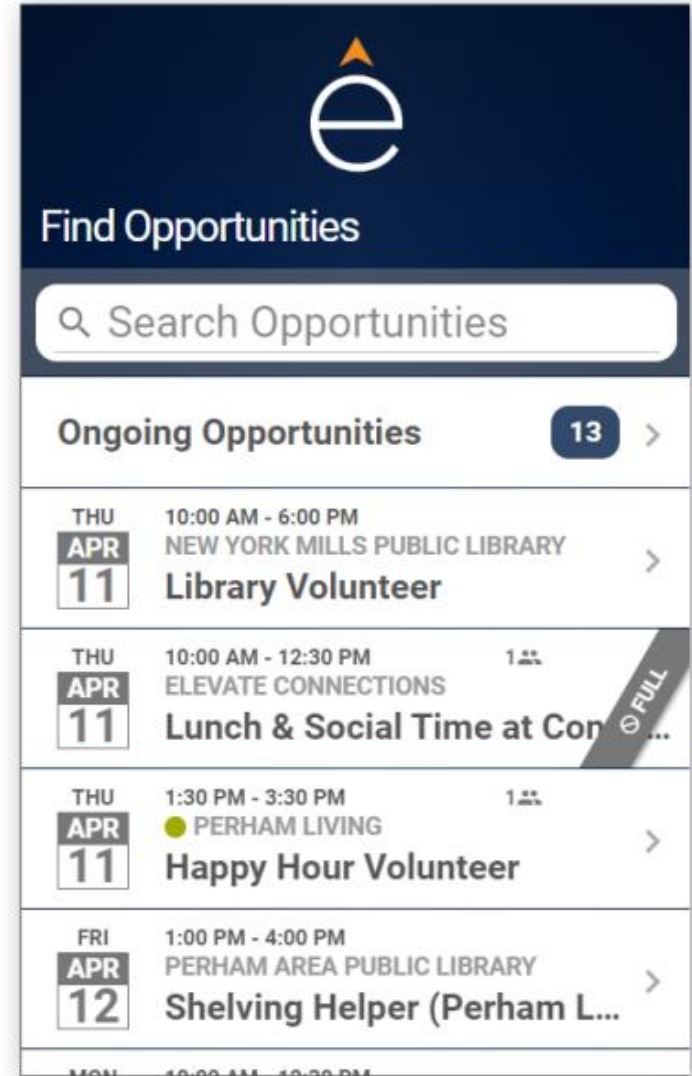 e
Find Opportunities
Search Opportunities
Ongoing Opportunities 13
THU 10:00 AM - 6:00 PM
APR NEW YORK MILLS PUBLIC LIBRARY
11 Library Volunteer
THU 10:00 AM - 12:30 PM 1
APR ELEVATE CONNECTIONS
11 Lunch & Social Time at Con...
FULL
THU 1:30 PM - 3:30 PM 1
APR PERHAM LIVING
11 Happy Hour Volunteer
FRI 1:00 PM - 4:00 PM
APR PERHAM AREA PUBLIC LIBRARY
12 Shelving Helper (Perham L...